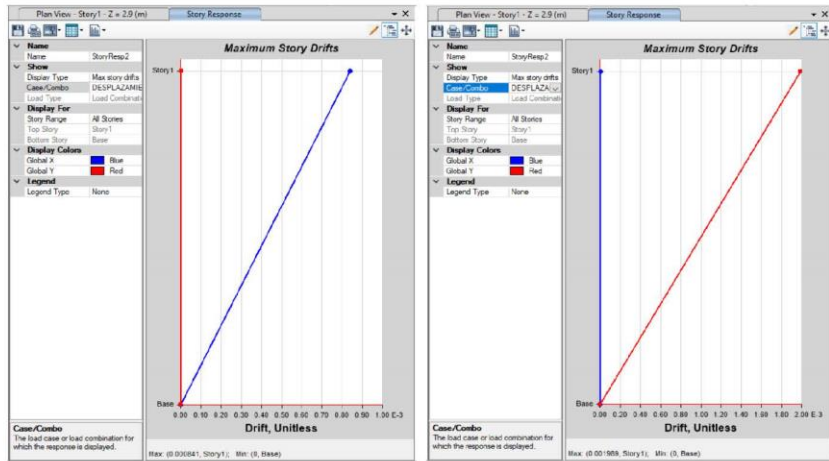 Plan View - Story1 - Z = 2.9 (m)
Story Response
Name
Name StoryResp2
Show
Display Type Max story drifts
Case/Combo DESPLAZAMIE
Load Type Load Combinati
Display For
Story Range All Stories
Top Story Story1
Bottom Story Base
Display Colors
Global X Blue
Global Y Red
Legend
Legend Type None
Case/Combo
The load case or load combination for
which the response is displayed.
Maximum Story Drifts
Story1
Base
0.00 0.10 0.20 0.30 0.40 0.50 0.60 0.70 0.80 0.90 1.00 E-3
Drift, Unitless
Max: (0.000841, Story1); Min: (0, Base)
Plan View - Story1 - Z = 2.9 (m)
Story Response
Name
Name StoryResp2
Show
Display Type Max story drifts
Case/Combo DESPLAZA
Load Type Load Combinati
Display For
Story Range All Stories
Top Story Story1
Bottom Story Base
Display Colors
Global X Blue
Global Y Red
Legend
Legend Type None
Case/Combo
The load case or load combination for
which the response is displayed.
Maximum Story Drifts
Story1
Base
0.00 0.20 0.40 0.60 0.80 1.00 1.20 1.40 1.60 1.80 2.00 E-3
Drift, Unitless
Max: (0.001989, Story1); Min: (0, Base)